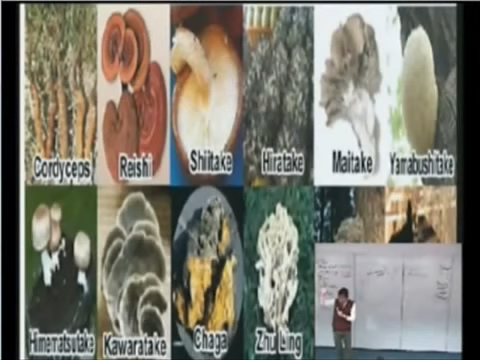 Cordyceps Reishi Shiitake Hiratake Maitake Yamabushitake
Himematsutake Kawaratake Chaga Zhu Ling